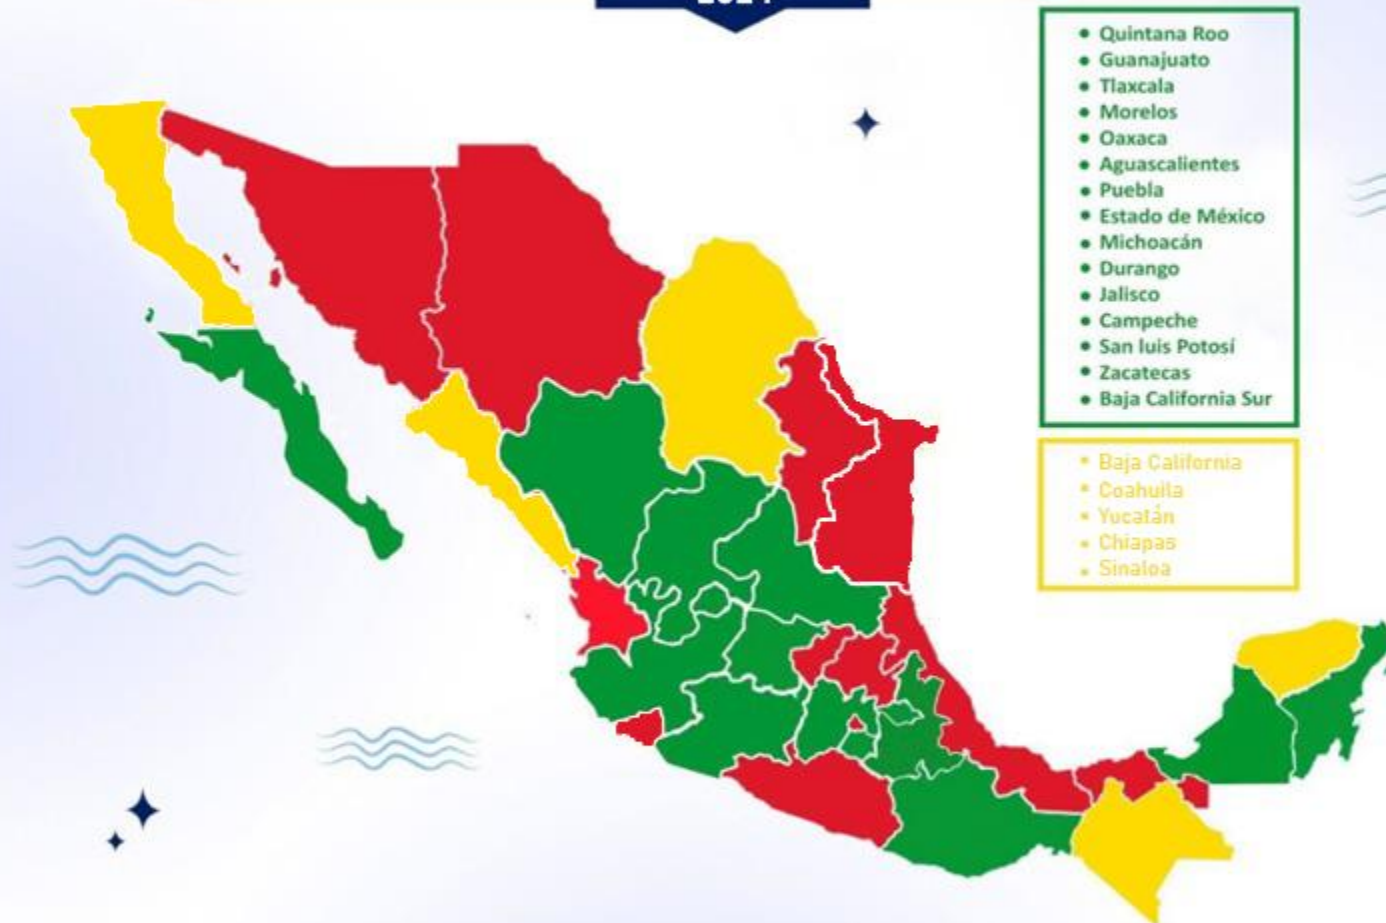 Quintana Roo
Guanajuato
Tlaxcala
Morelos
Oaxaca
Aguascalientes
Puebla
Estado de México
Michoacán
Durango
Jalisco
Campeche
San luis Potosí
Zacatecas
Baja California Sur
Baja California
Coahuila
Yucatán
Chiapas
Sinaloa